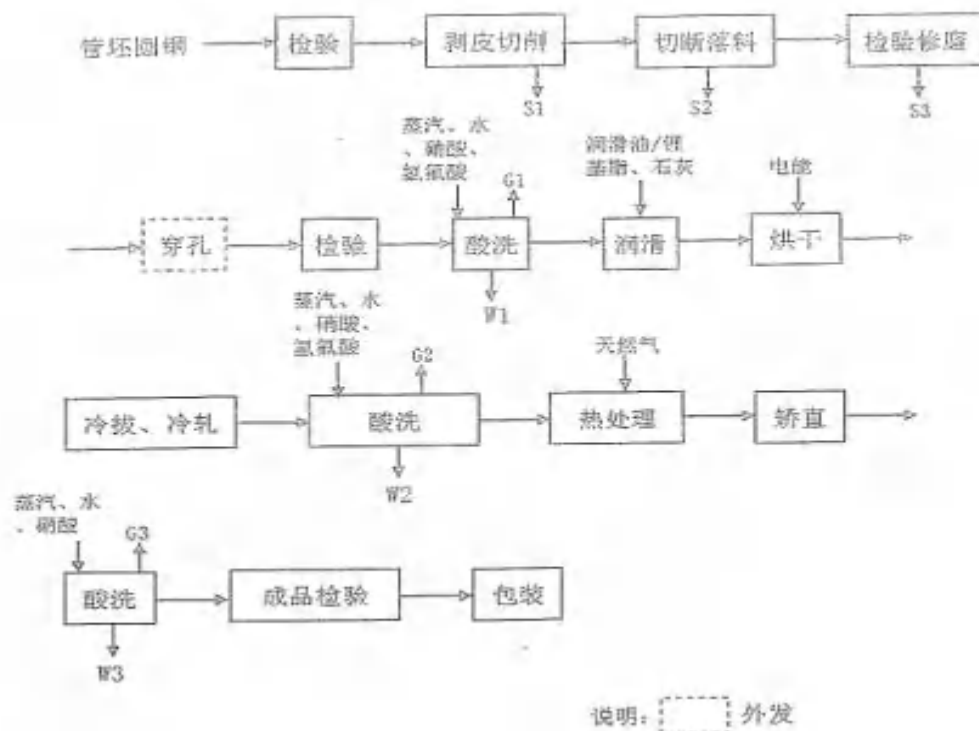 管坯圆钢
检验
剥皮切削
切断落料
检验修磨
S1
S2
S3
蒸汽、水
、硝酸、
氢氟酸
G1
润滑油/锂
基脂、石灰
电能
穿孔
检验
酸洗
润滑
烘干
W1
蒸汽、水
、硝酸、
氢氟酸
G2
天然气
冷拔、冷轧
酸洗
热处理
矫直
W2
蒸汽、水
、硝酸
G3
酸洗
成品检验
包装
W3
说明:
外发